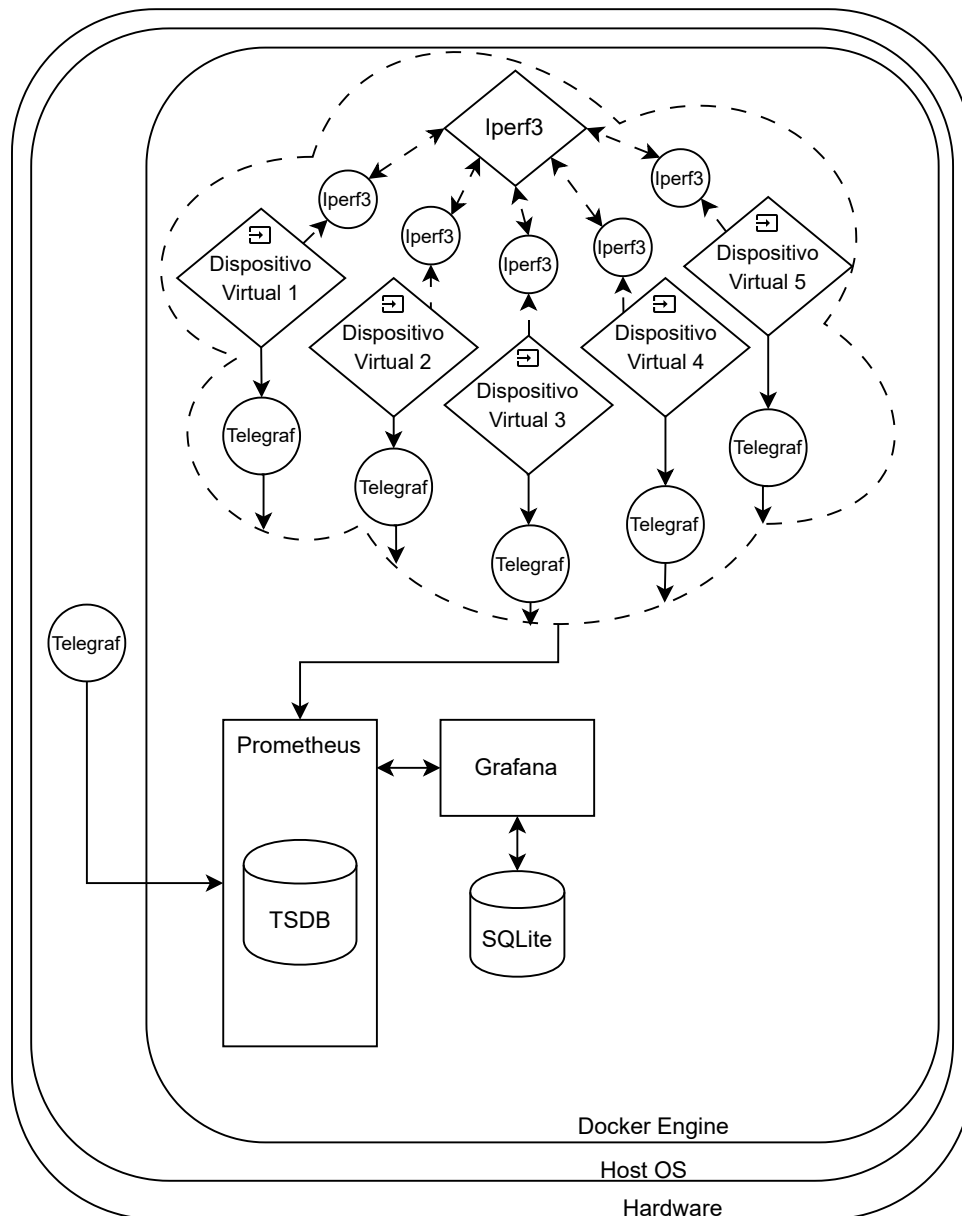 Iperf3
Iperf3
Iperf3
Iperf3
Iperf3
Iperf3
Dispositivo
Virtual 1
Dispositivo
Virtual 2
Dispositivo
Virtual 3
Dispositivo
Virtual 4
Dispositivo
Virtual 5
Telegraf
Telegraf
Telegraf
Telegraf
Telegraf
Telegraf
Prometheus
TSDB
Grafana
SQLite
Docker Engine
Host OS
Hardware